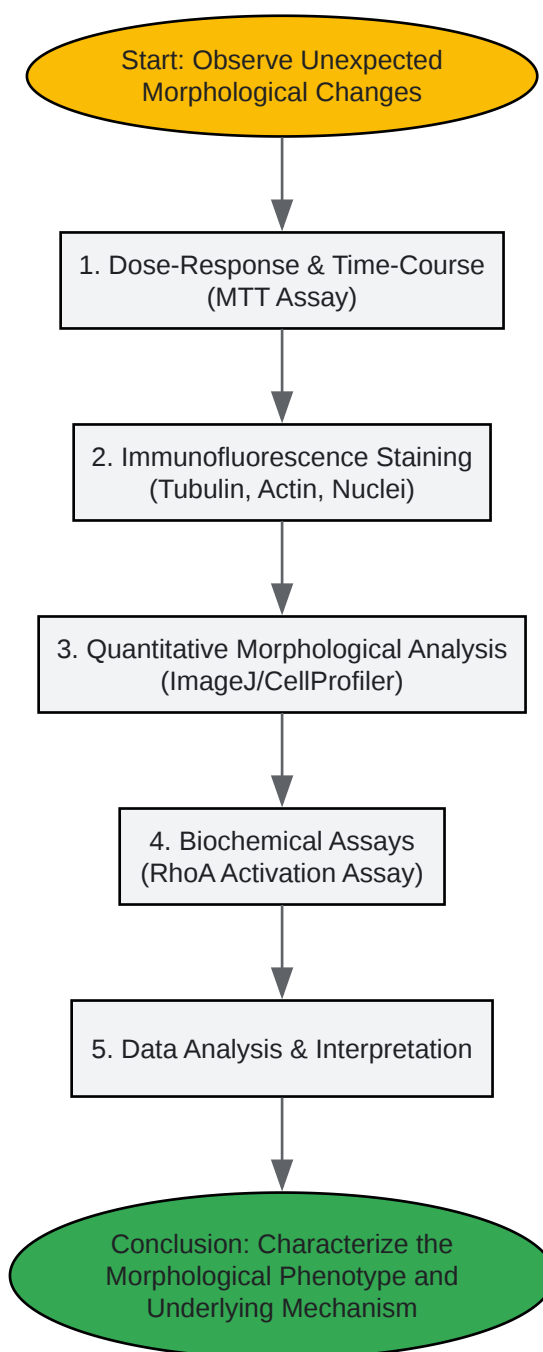 Start: Observe Unexpected
Morphological Changes
1. Dose-Response & Time-Course
(MTT Assay)
2. Immunofluorescence Staining
(Tubulin, Actin, Nuclei)
3. Quantitative Morphological Analysis
(ImageJ/CellProfiler)
4. Biochemical Assays
(RhoA Activation Assay)
5. Data Analysis & Interpretation
Conclusion: Characterize the
Morphological Phenotype and
Underlying Mechanism